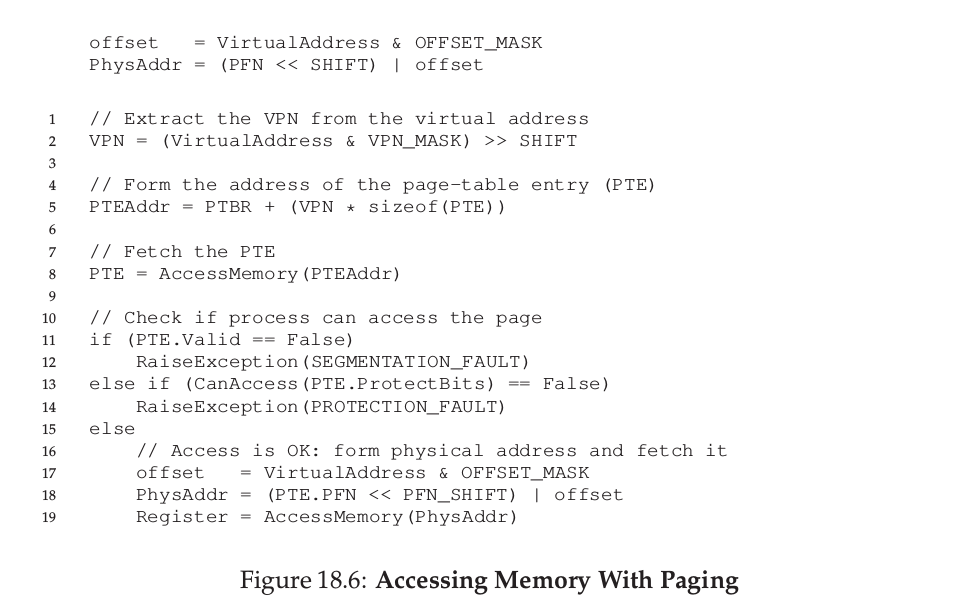 offset   = VirtualAddress & OFFSET_MASK
PhysAddr = (PFN << SHIFT) | offset
1 // Extract the VPN from the virtual address
2 VPN = (VirtualAddress & VPN_MASK) >> SHIFT
3
4 // Form the address of the page-table entry (PTE)
5 PTEAddr = PTBR + (VPN * sizeof(PTE))
6
7 // Fetch the PTE
8 PTE = AccessMemory(PTEAddr)
9
10 // Check if process can access the page
11 if (PTE.Valid == False)
12     RaiseException(SEGMENTATION_FAULT)
13 else if (CanAccess(PTE.ProtectBits) == False)
14     RaiseException(PROTECTION_FAULT)
15 else
16     // Access is OK: form physical address and fetch it
17     offset   = VirtualAddress & OFFSET_MASK
18     PhysAddr = (PTE.PFN << PFN_SHIFT) | offset
19     Register = AccessMemory(PhysAddr)
Figure 18.6: Accessing Memory With Paging